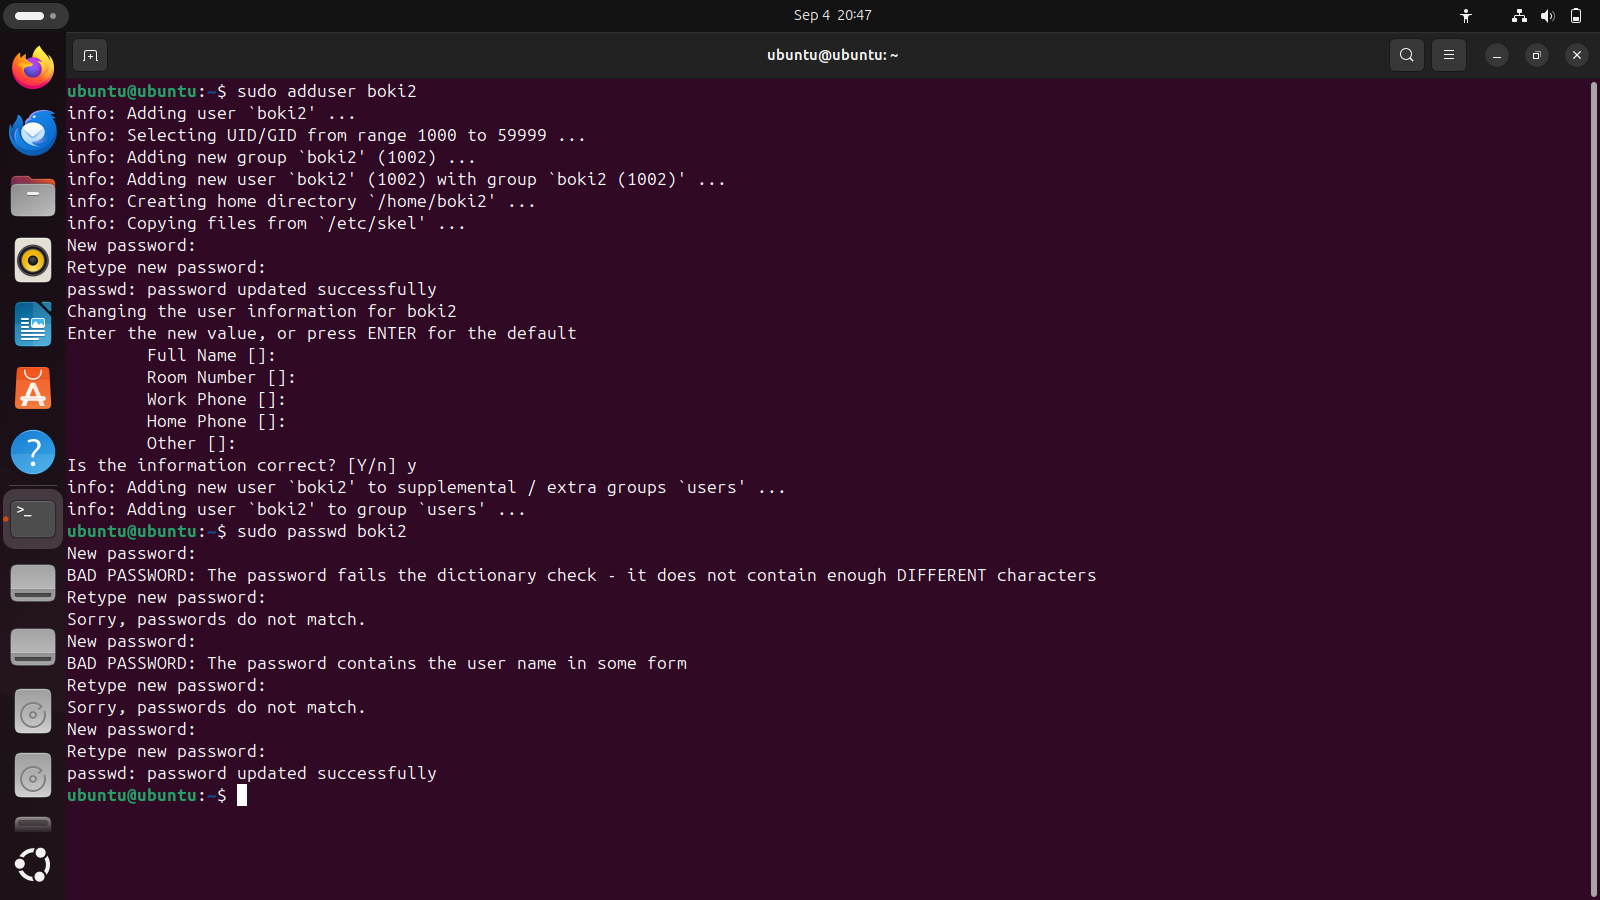 Sep 4 20:47
ubuntu@ubuntu: ~
ubuntu@ubuntu:~$ sudo adduser boki2
info: Adding user `boki2' ...
info: Selecting UID/GID from range 1000 to 59999 ...
info: Adding new group `boki2' (1002) ...
info: Adding new user `boki2' (1002) with group `boki2 (1002)' ...
info: Creating home directory `/home/boki2' ...
info: Copying files from `/etc/skel' ...
New password:
Retype new password:
passwd: password updated successfully
Changing the user information for boki2
Enter the new value, or press ENTER for the default
Full Name []:
Room Number []:
Work Phone []:
Home Phone []:
Other []:
Is the information correct? [Y/n] y
info: Adding new user `boki2' to supplemental / extra groups `users' ...
info: Adding user `boki2' to group `users' ...
ubuntu@ubuntu:~$ sudo passwd boki2
New password:
BAD PASSWORD: The password fails the dictionary check - it does not contain enough DIFFERENT characters
Retype new password:
Sorry, passwords do not match.
New password:
BAD PASSWORD: The password contains the user name in some form
Retype new password:
Sorry, passwords do not match.
New password:
Retype new password:
passwd: password updated successfully
ubuntu@ubuntu:~$